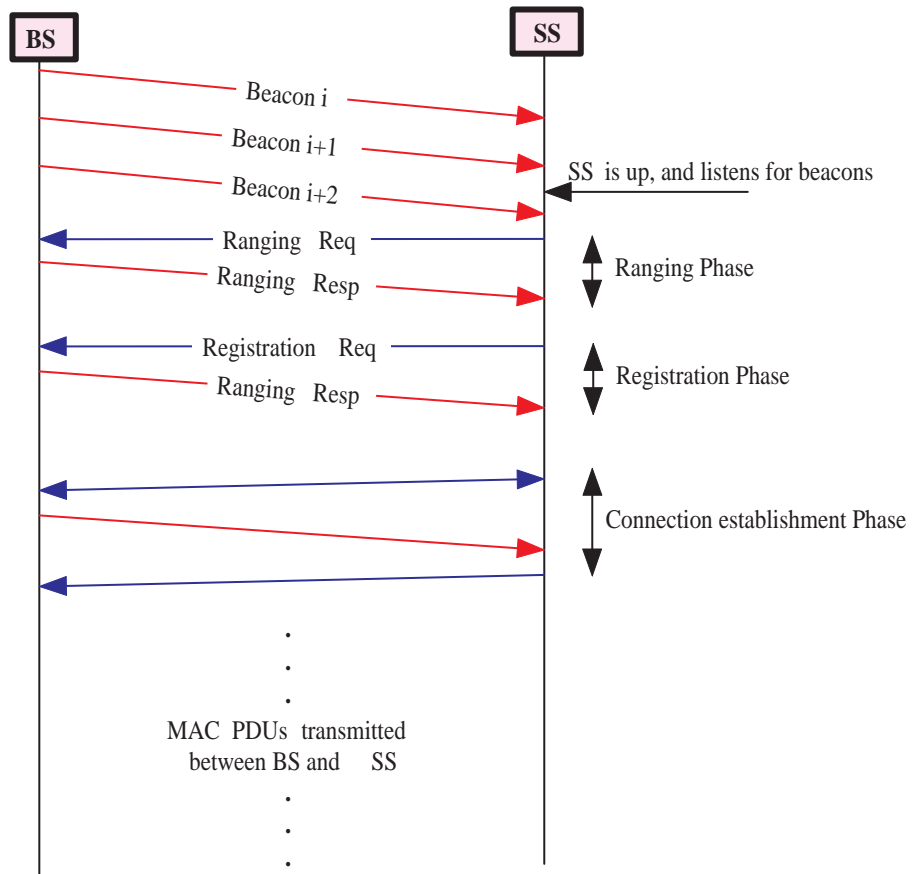 BS
SS
Beacon i
Beacon i+1
SS is up, and listens for beacons
Beacon i+2
Ranging Req
Ranging Phase
Ranging Resp
Registration Req
Registration Phase
Ranging Resp
Connection establishment Phase
MAC PDUs transmitted
between BS and SS